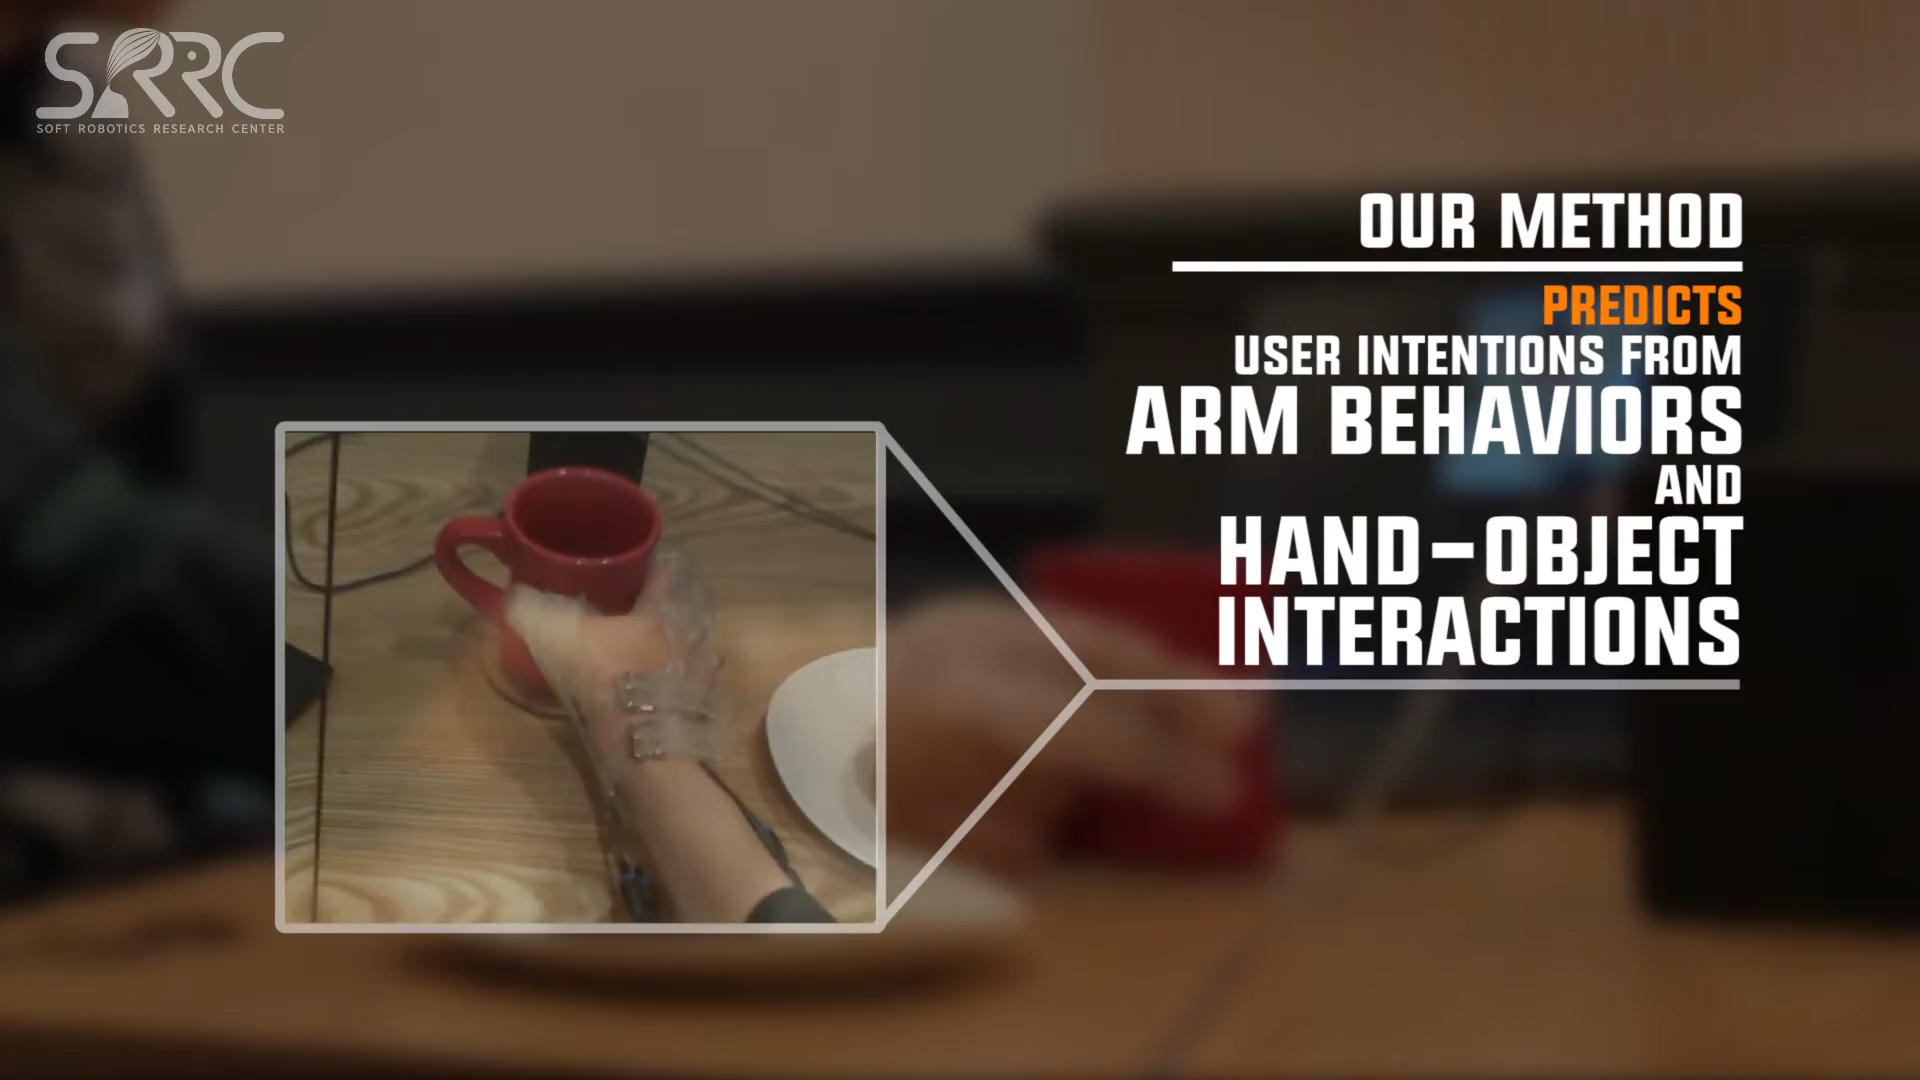 SRRC
SOFT ROBOTICS RESEARCH CENTER
OUR METHOD
PREDICTS
USER INTENTIONS FROM
ARM BEHAVIORS
AND
HAND-OBJECT
INTERACTIONS